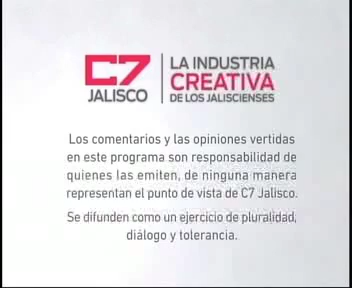 C7
JALISCO
LA INDUSTRIA
CREATIVA
DE LOS JALISCIENSES
Los comentarios y las opiniones vertidas
en este programa son responsabilidad de
quienes las emiten, de ninguna manera
representan el punto de vista de C7 Jalisco.
Se difunden como un ejercicio de pluralidad,
diálogo y tolerancia.